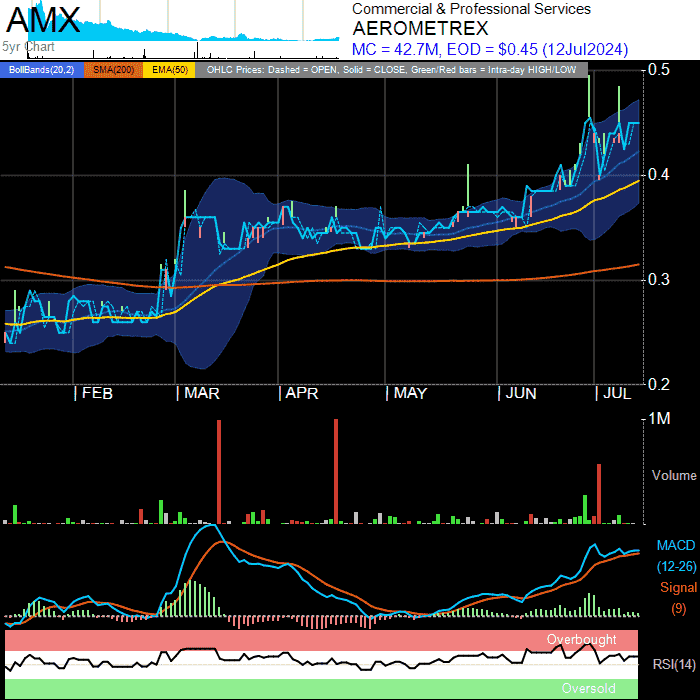 AMX
5yr Chart
Commercial & Professional Services
AEROMETREX
MC = 42.7M, EOD = $0.45 (12Jul2024)
BollBands(20,2) SMA(200) EMA(50) OHLC Prices: Dashed = OPEN, Solid = CLOSE, Green/Red bars = Intra-day HIGH/LOW
0.5
0.4
0.3
0.2
| FEB | MAR | APR | MAY | JUN | JUL
1M
Volume
MACD
(12-26)
Signal
(9)
Overbought
RSI(14)
Oversold